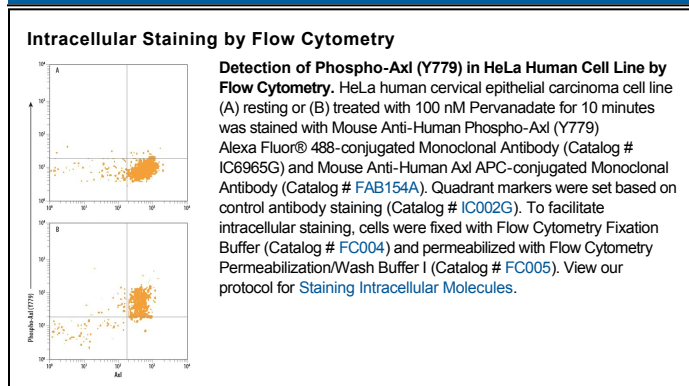 Intracellular Staining by Flow Cytometry
Detection of Phospho-Axl (Y779) in HeLa Human Cell Line by
Flow Cytometry. HeLa human cervical epithelial carcinoma cell line
(A) resting or (B) treated with 100 nM Pervanadate for 10 minutes
was stained with Mouse Anti-Human Phospho-Axl (Y779)
Alexa Fluor® 488-conjugated Monoclonal Antibody (Catalog #
IC6965G) and Mouse Anti-Human Axl APC-conjugated Monoclonal
Antibody (Catalog # FAB154A). Quadrant markers were set based on
control antibody staining (Catalog # IC002G). To facilitate
intracellular staining, cells were fixed with Flow Cytometry Fixation
Buffer (Catalog # FC004) and permeabilized with Flow Cytometry
Permeabilization/Wash Buffer I (Catalog # FC005). View our
protocol for Staining Intracellular Molecules.
A
B
Phospho-Axl (Y779)
Axl